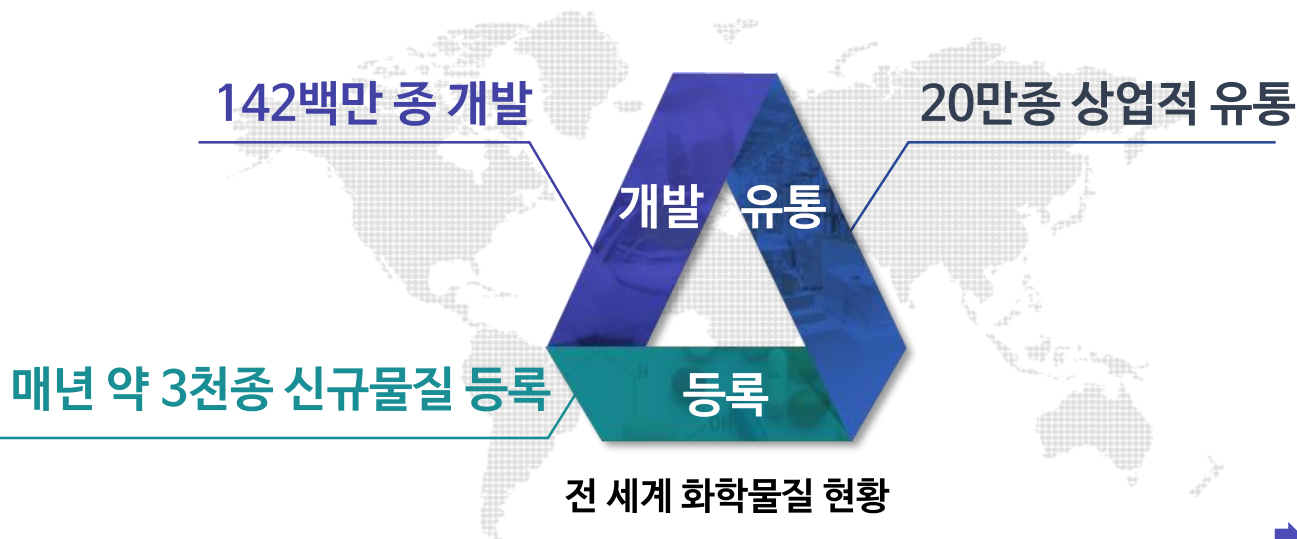 142백만 종 개발
20만종 상업적 유통
개발
유통
매년 약 3천종 신규물질 등록
등록
전 세계 화학물질 현황